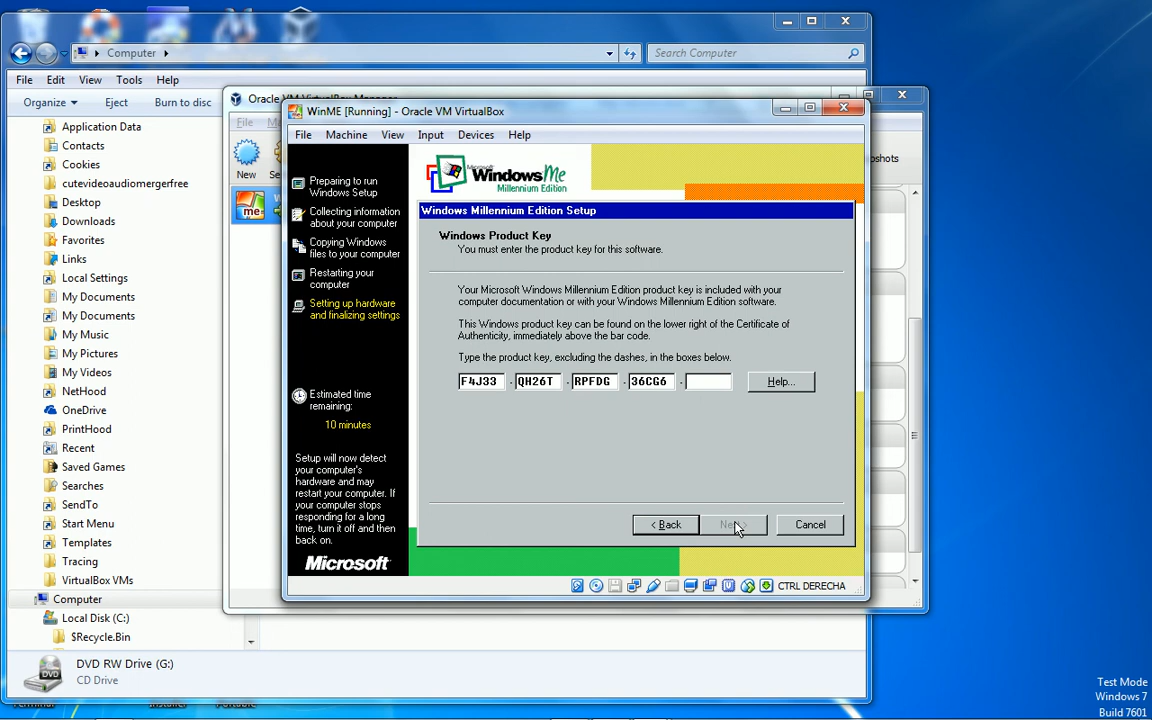 Computer
Search Computer
File Edit View Tools Help
Organize Eject Burn to disc
Application Data
Contacts
Cookies
cutevideoaudiomergerfree
Desktop
Downloads
Favorites
Links
Local Settings
My Documents
My Documents
My Music
My Pictures
My Videos
NetHood
OneDrive
PrintHood
Recent
Saved Games
Searches
SendTo
Start Menu
Templates
Tracing
VirtualBox VMs
Computer
Local Disk (C:)
$Recycle.Bin
DVD RW Drive (G:)
CD Drive
Oracle VM VirtualBox Manager
File
New
WinME [Running] - Oracle VM VirtualBox
File Machine View Input Devices Help
Preparing to run
Windows Setup
Collecting information
about your computer
Copying Windows
files to your computer
Restarting your
computer
Setting up hardware
and finalizing settings
Estimated time
remaining:
10 minutes
Setup will now detect
your computer's
hardware and may
restart your computer. If
your computer stops
responding for a long
time, turn it off and then
back on.
Microsoft
Microsoft
Windows Me
Millennium Edition
Windows Millennium Edition Setup
Windows Product Key
You must enter the product key for this software.
Your Microsoft Windows Millennium Edition product key is included with your
computer documentation or with your Windows Millennium Edition software.
This Windows product key can be found on the lower right of the Certificate of
Authenticity, immediately above the bar code.
Type the product key, excluding the dashes, in the boxes below.
F4J33 - QH26T - RPFDG - 36CG6 -
Help...
< Back Cancel
CTRL DERECHA
Test Mode
Windows 7
Build 7601